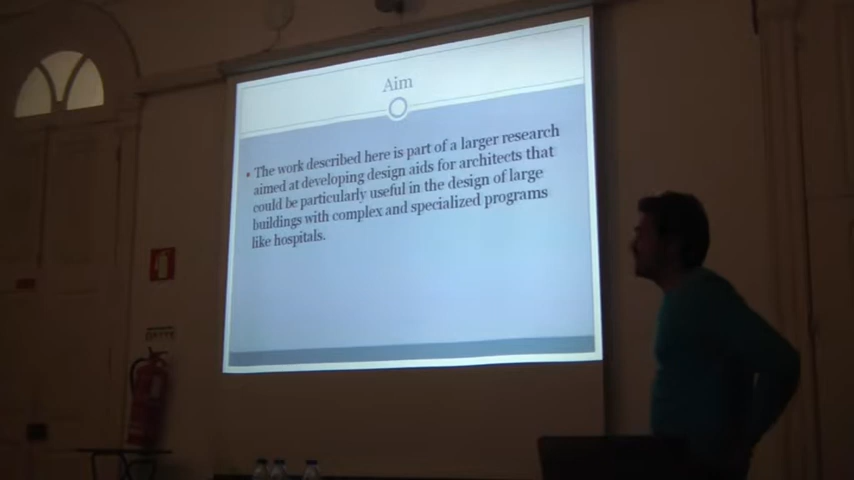 Aim
• The work described here is part of a larger research
aimed at developing design aids for architects that
could be particularly useful in the design of large
buildings with complex and specialized programs
like hospitals.